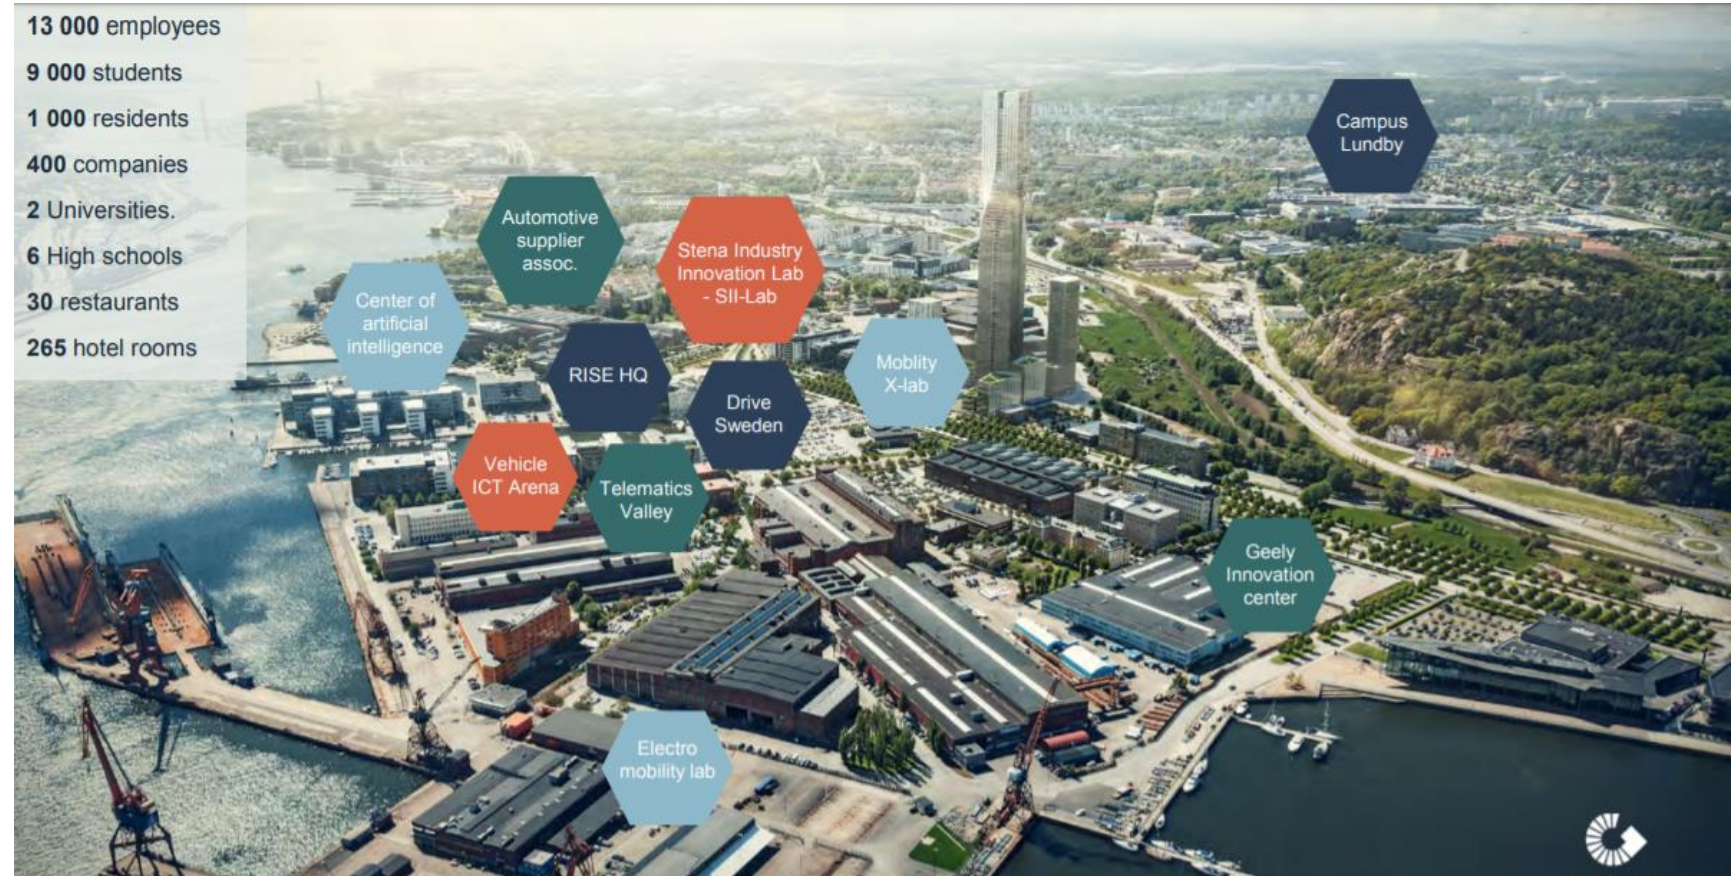 13 000 employees
9 000 students
1 000 residents
400 companies
2 Universities.
6 High schools
30 restaurants
265 hotel rooms
Campus
Lundby
Automotive
supplier
assoc.
Stena Industry
Innovation Lab
- SII-Lab
Center of
artificial
intelligence
RISE HQ
Drive
Sweden
Moblity
X-lab
Vehicle
ICT Arena
Telematics
Valley
Geely
Innovation
center
Electro
mobility lab